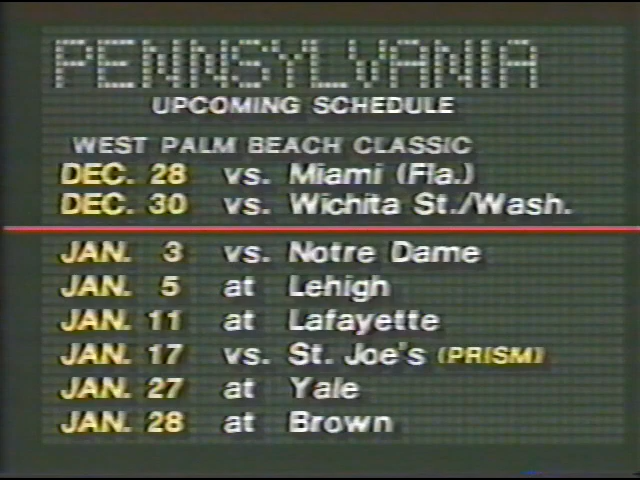 PENNSYLVANIA
UPCOMING SCHEDULE
WEST PALM BEACH CLASSIC
DEC. 28 vs. Miami (Fla.)
DEC. 30 vs. Wichita St./Wash.
JAN. 3 vs. Notre Dame
JAN. 5 at Lehigh
JAN. 11 at Lafayette
JAN. 17 vs. St. Joe's (PRISM)
JAN. 27 at Yale
JAN. 28 at Brown